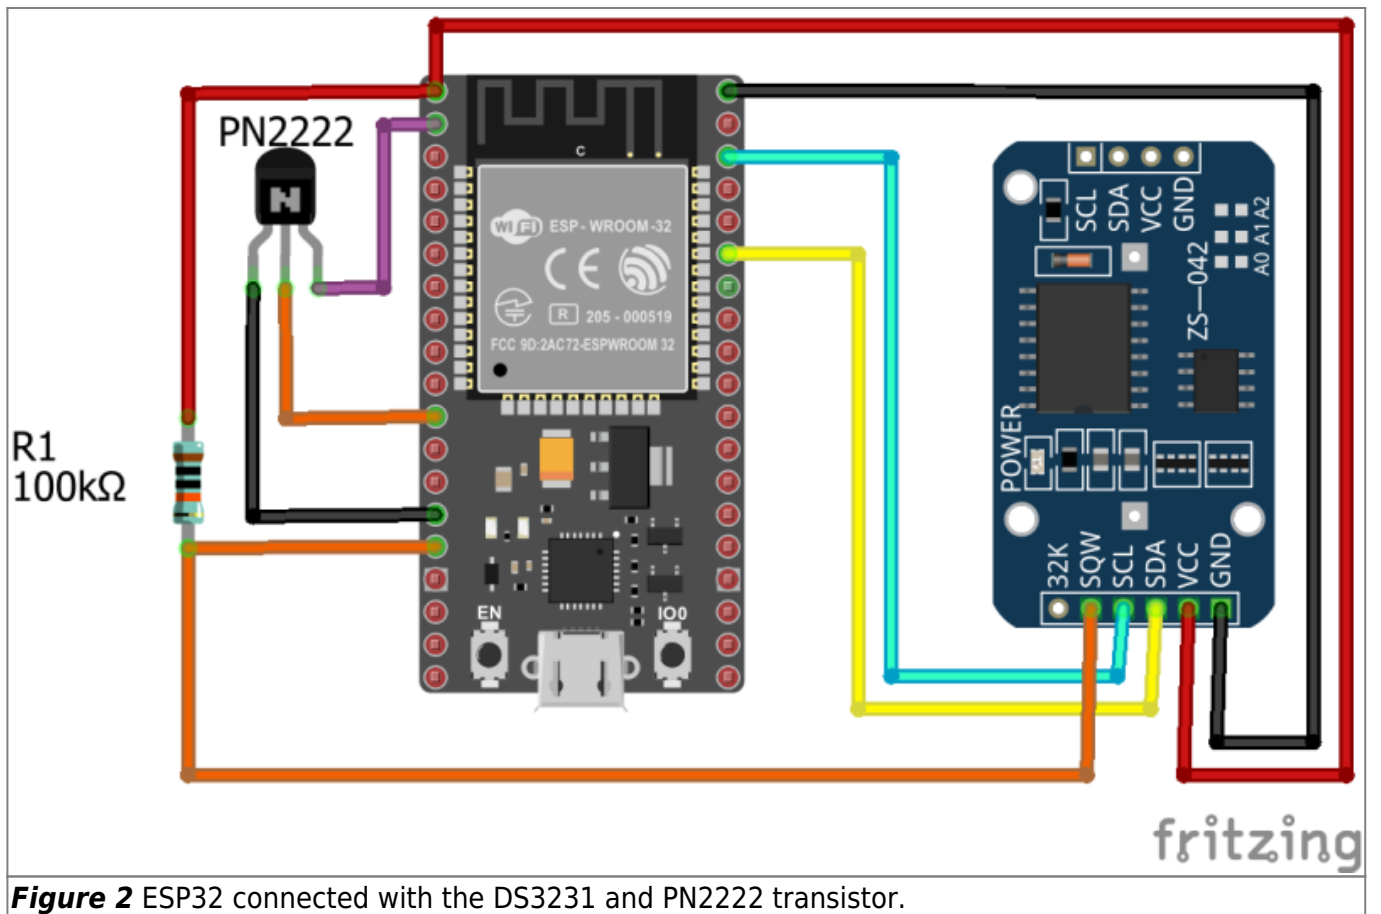 PN2222
C
WiFi ESP - WROOM -32
CE
R 205 - 000519
FCC 9D:2AC72-ESPWROOM 32
N
R1
100kΩ
EN
IO0
SCL SDA VCC GND
A0 A1 A2
ZS—042
POWER
32K SQW SCL SDA VCC GND
fritzing
Figure 2 ESP32 connected with the DS3231 and PN2222 transistor.